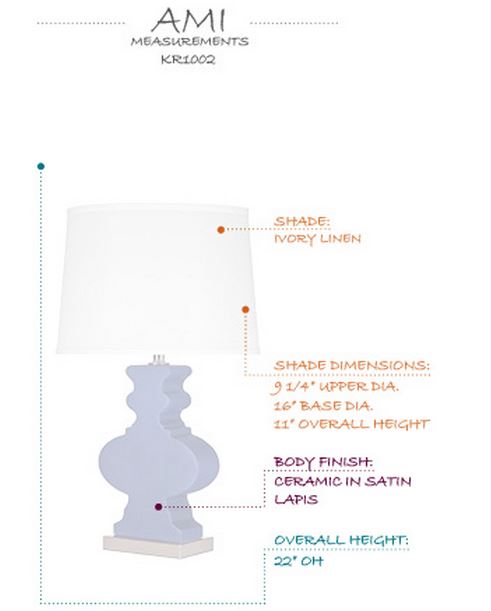 AMI
MEASUREMENTS
KR1002
SHADE:
IVORY LINEN
SHADE DIMENSIONS:
9 1/4" UPPER DIA.
16" BASE DIA.
11" OVERALL HEIGHT
BODY FINISH:
CERAMIC IN SATIN
LAPIS
OVERALL HEIGHT:
22" OH